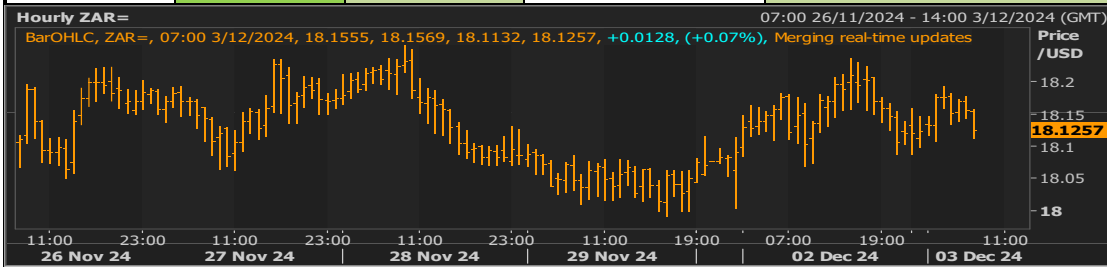 Hourly ZAR=
07:00 26/11/2024 - 14:00 3/12/2024 (GMT)
BarOHLC, ZAR=, 07:00 3/12/2024, 18.1555, 18.1569, 18.1132, 18.1257, +0.0128, (+0.07%), Merging real-time updates
Price
/USD
18.2
18.15
18.1257
18.1
18.05
18
11:00 23:00 11:00 23:00 11:00 23:00 11:00 19:00 07:00 19:00 11:00
26 Nov 24 27 Nov 24 28 Nov 24 29 Nov 24 02 Dec 24 03 Dec 24